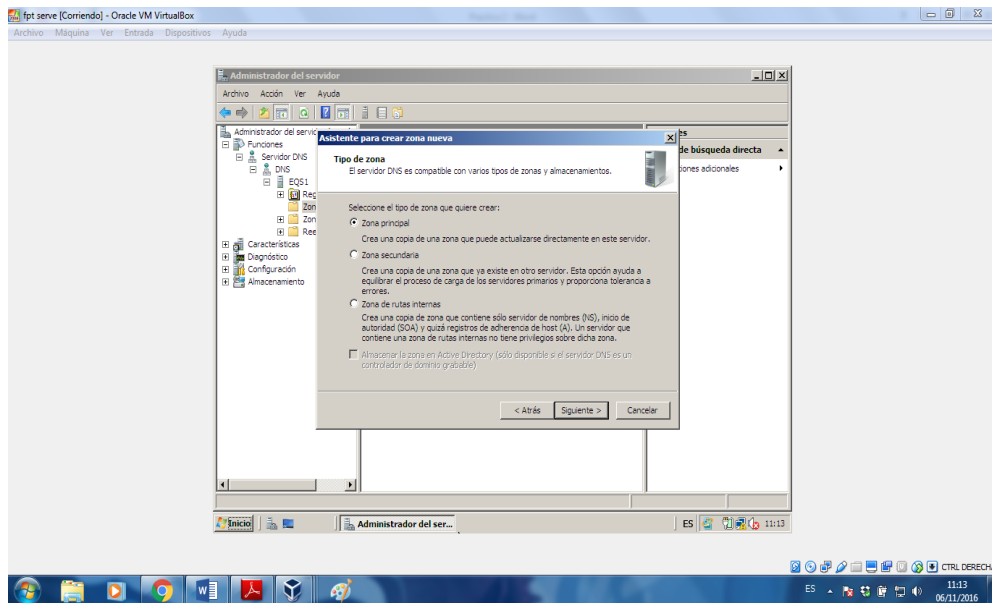 fpt serve [Corriendo] - Oracle VM VirtualBox
Archivo Máquina Ver Entrada Dispositivos Ayuda
Administrador del servidor
Archivo Acción Ver Ayuda
Administrador del servic
Funciones
Servidor DNS
DNS
EQS1
Reg
Zon
Zon
Ree
Características
Diagnóstico
Configuración
Almacenamiento
es
de búsqueda directa
iones adicionales
Asistente para crear zona nueva
Tipo de zona
El servidor DNS es compatible con varios tipos de zonas y almacenamientos.
Seleccione el tipo de zona que quiere crear:
Zona principal
Crea una copia de una zona que puede actualizarse directamente en este servidor.
Zona secundaria
Crea una copia de una zona que ya existe en otro servidor. Esta opción ayuda a
equilibrar el proceso de carga de los servidores primarios y proporciona tolerancia a
errores.
Zona de rutas internas
Crea una copia de zona que contiene sólo servidor de nombres (NS), inicio de
autoridad (SOA) y quizá registros de adherencia de host (A). Un servidor que
contiene una zona de rutas internas no tiene privilegios sobre dicha zona.
Almacenar la zona en Active Directory (sólo disponible si el servidor DNS es un
controlador de dominio grabable)
< Atrás Siguiente > Cancelar
Inicio Administrador del ser... ES 11:13
CTRL DERECH
ES 11:13
06/11/2016